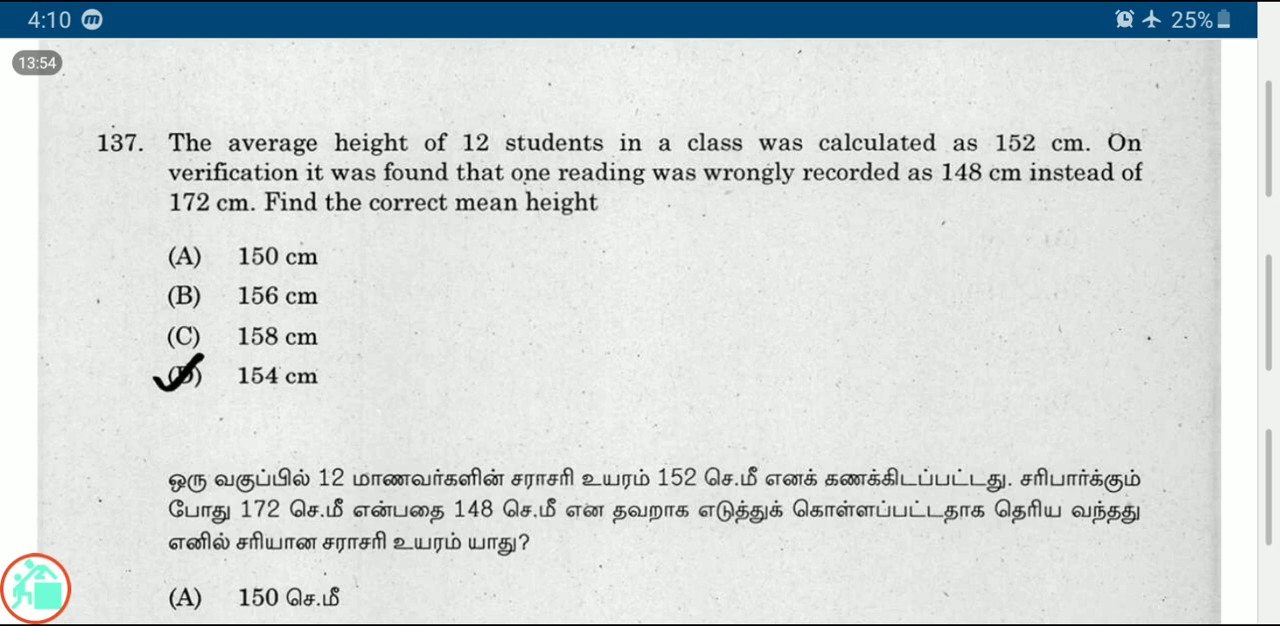 4:10 m 25%
13:54
137. The average height of 12 students in a class was calculated as 152 cm. On
verification it was found that one reading was wrongly recorded as 148 cm instead of
172 cm. Find the correct mean height
(A) 150 cm
(B) 156 cm
(C) 158 cm
(D) 154 cm
ஒரு வகுப்பில் 12 மாணவர்களின் சராசரி உயரம் 152 செ.மீ எனக் கணக்கிடப்பட்டது. சரிபார்க்கும்
போது 172 செ.மீ என்பதை 148 செ.மீ என தவறாக எடுத்துக் கொள்ளப்பட்டதாக தெரிய வந்தது
எனில் சரியான சராசரி உயரம் யாது?
(A) 150 செ.மீ